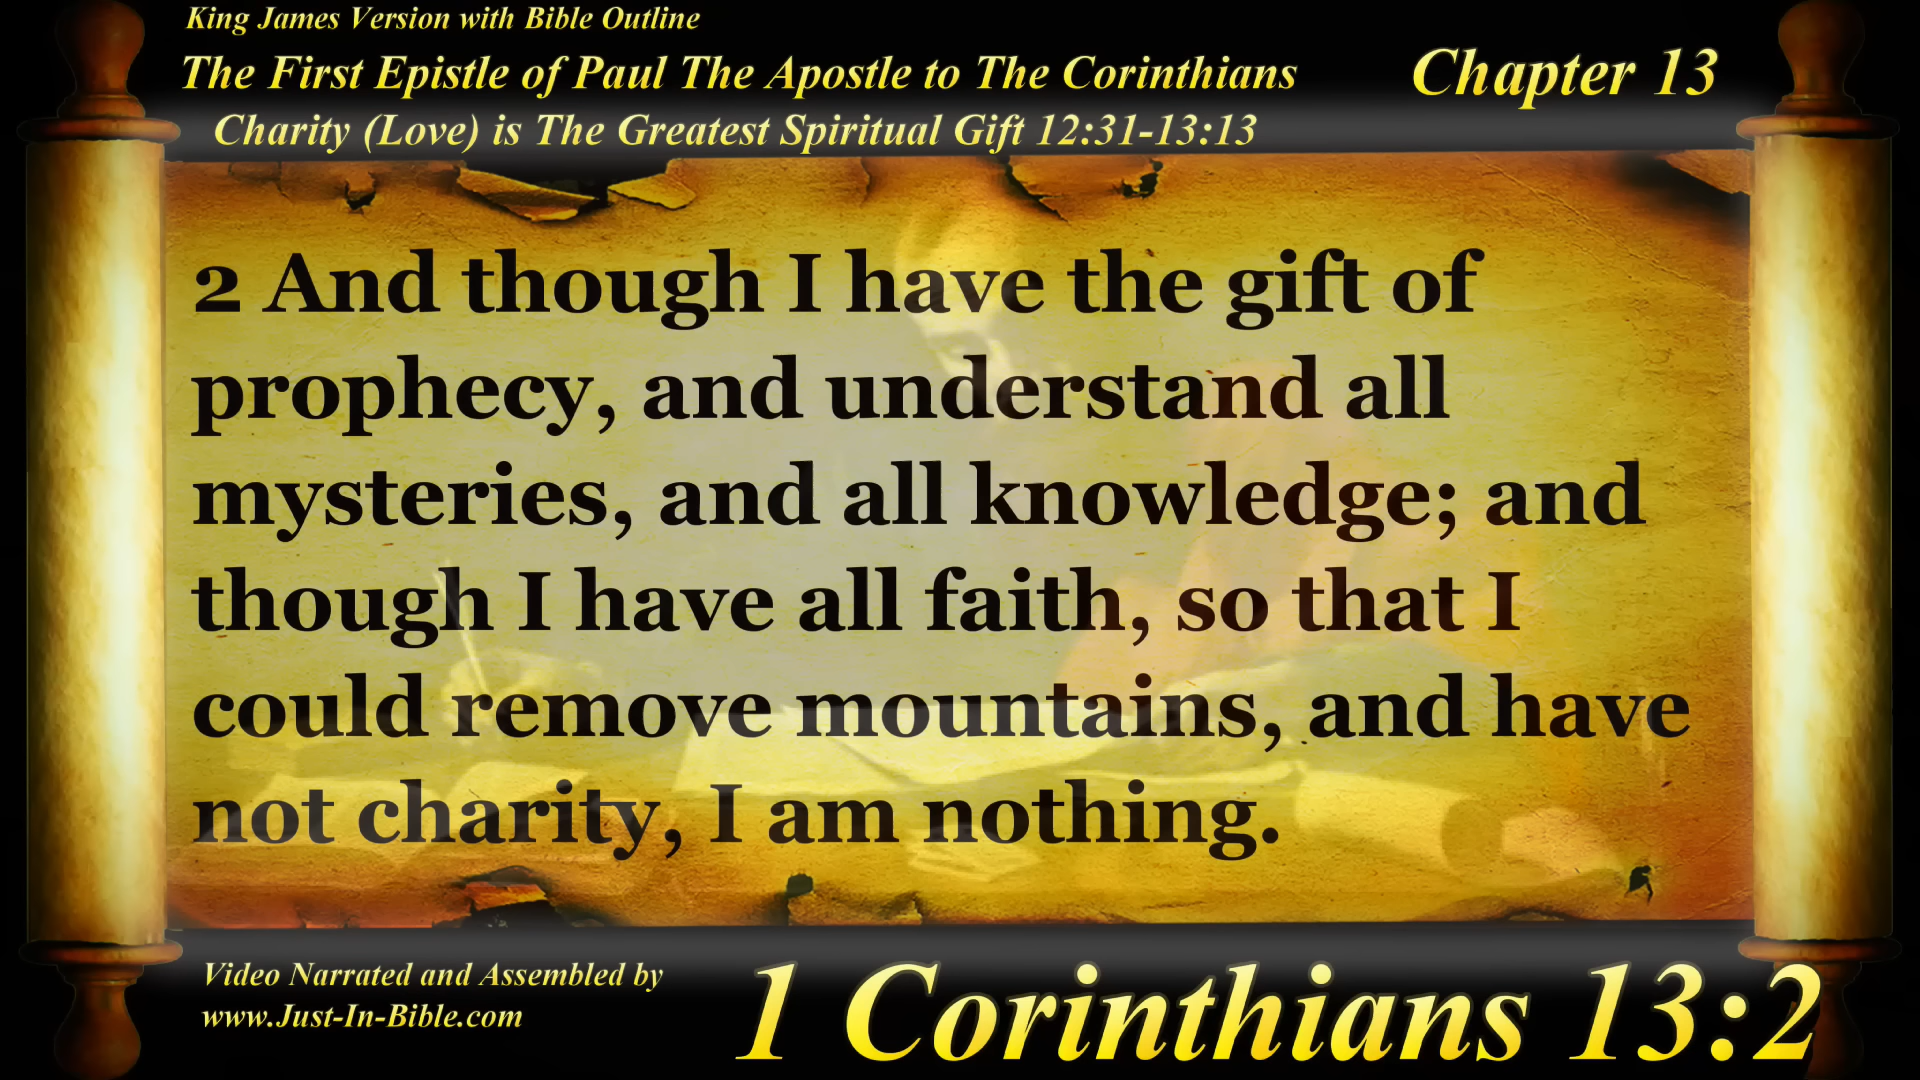 King James Version with Bible Outline
The First Epistle of Paul The Apostle to The Corinthians
Chapter 13
Charity (Love) is The Greatest Spiritual Gift 12:31-13:13
2 And though I have the gift of
prophecy, and understand all
mysteries, and all knowledge; and
though I have all faith, so that I
could remove mountains, and have
not charity, I am nothing.
Video Narrated and Assembled by
www.Just-In-Bible.com
1 Corinthians 13:2